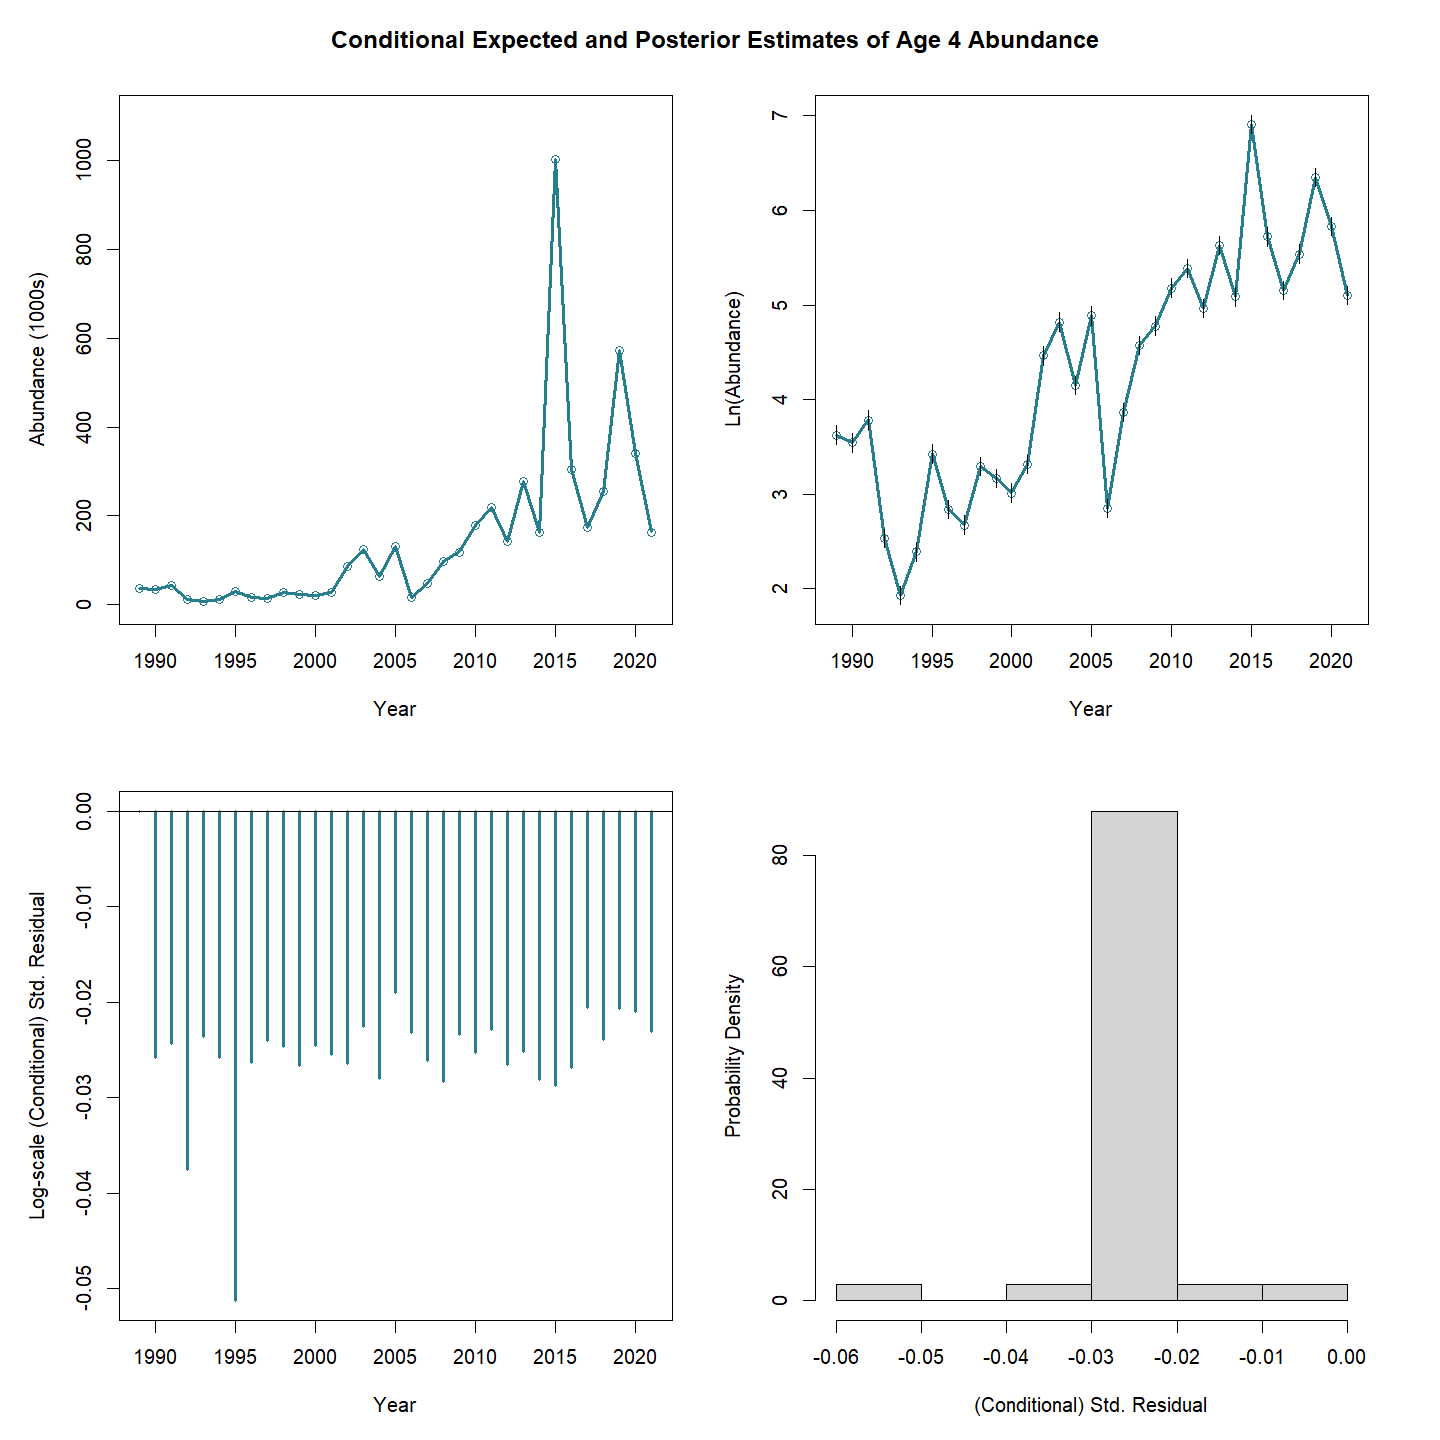 Conditional Expected and Posterior Estimates of Age 4 Abundance
Abundance (1000s)
0 200 400 600 800 1000
1990 1995 2000 2005 2010 2015 2020
Year
Ln(Abundance)
2 3 4 5 6 7
1990 1995 2000 2005 2010 2015 2020
Year
Log-scale (Conditional) Std. Residual
-0.05 -0.04 -0.03 -0.02 -0.01 0.00
1990 1995 2000 2005 2010 2015 2020
Year
Probability Density
0 20 40 60 80
-0.06 -0.05 -0.04 -0.03 -0.02 -0.01 0.00
(Conditional) Std. Residual